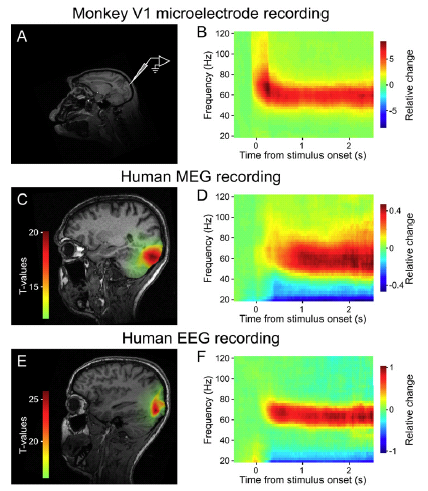 Monkey V1 microelectrode recording
A
B
120
100
80
60
40
20
Frequency (Hz)
0
1
2
Time from stimulus onset (s)
5
0
-5
Relative change
Human MEG recording
C
20
15
T-values
D
120
100
80
60
40
20
Frequency (Hz)
0
1
2
Time from stimulus onset (s)
0.4
0
-0.4
Relative change
Human EEG recording
E
25
20
T-values
F
120
100
80
60
40
20
Frequency (Hz)
0
1
2
Time from stimulus onset (s)
1
0
-1
Relative change